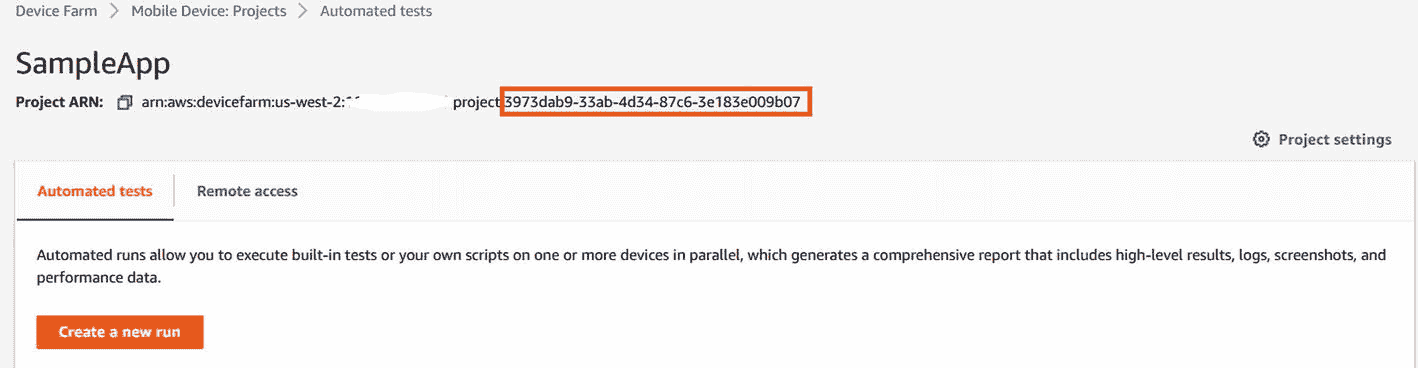 Device Farm > Mobile Device: Projects > Automated tests
SampleApp
Project ARN: arn:aws:devicefarm:us-west-2: project 3973dab9-33ab-4d34-87c6-3e183e009b07
Project settings
Automated tests Remote access
Automated runs allow you to execute built-in tests or your own scripts on one or more devices in parallel, which generates a comprehensive report that includes high-level results, logs, screenshots, and
performance data.
Create a new run